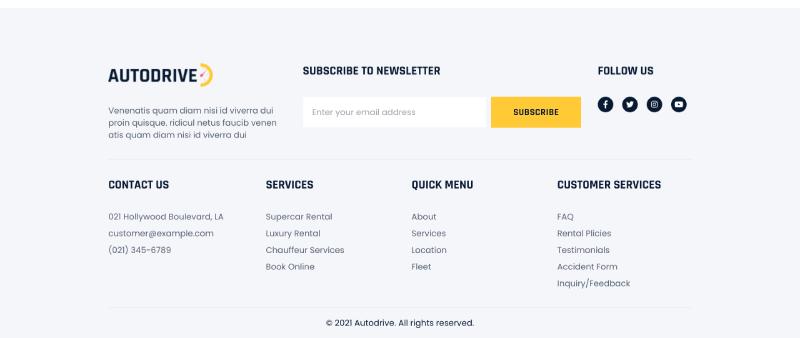 AUTODRIVE
Venenatis quam diam nisi id viverra dui
proin quisque, ridicul netus faucib venen
atis quam diam nisi id viverra dui
SUBSCRIBE TO NEWSLETTER
Enter your email address
SUBSCRIBE
FOLLOW US
CONTACT US
021 Hollywood Boulevard, LA
customer@example.com
(021) 345-6789
SERVICES
Supercar Rental
Luxury Rental
Chauffeur Services
Book Online
QUICK MENU
About
Services
Location
Fleet
CUSTOMER SERVICES
FAQ
Rental Plicies
Testimonials
Accident Form
Inquiry/Feedback
© 2021 Autodrive. All rights reserved.